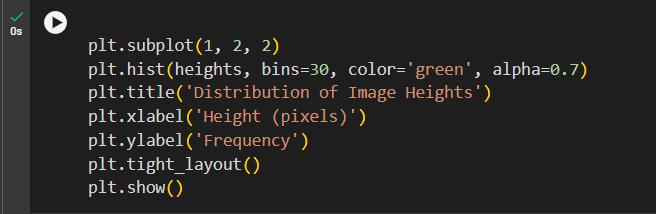 0s
plt.subplot(1, 2, 2)
plt.hist(heights, bins=30, color='green', alpha=0.7)
plt.title('Distribution of Image Heights')
plt.xlabel('Height (pixels)')
plt.ylabel('Frequency')
plt.tight_layout()
plt.show()